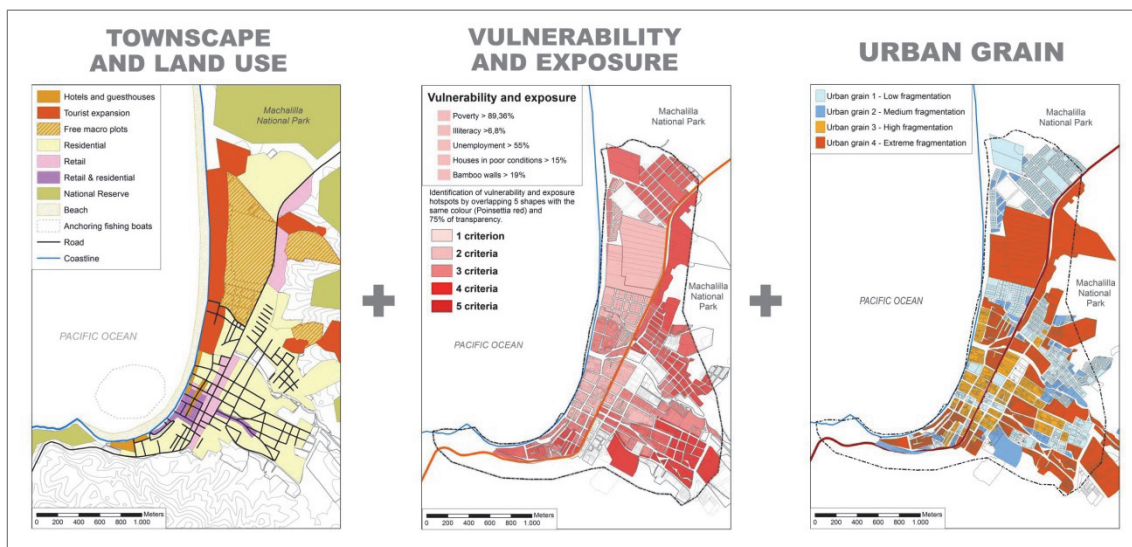 TOWNSCAPE
AND LAND USE
Hotels and guesthouses
Tourist expansion
Free macro plots
Residential
Retail
Retail & residential
National Reserve
Beach
Anchoring fishing boats
Road
Coastline
Machalilla
National Park
PACIFIC OCEAN
Meters
0 200 400 600 800 1.000
+
VULNERABILITY
AND EXPOSURE
Vulnerability and exposure
Poverty > 89,36%
Illiteracy >6,8%
Unemployment > 55%
Houses in poor conditions > 15%
Bamboo walls > 19%
Identification of vulnerability and exposure
hotspots by overlapping 5 shapes with the
same colour (Poinsettia red) and
75% of transparency.
1 criterion
2 criteria
3 criteria
4 criteria
5 criteria
Machalilla
National Park
Machalilla
National
Park
PACIFIC OCEAN
Meters
0 200 400 600 800 1.000
+
URBAN GRAIN
Urban grain 1 - Low fragmentation
Urban grain 2 - Medium fragmentation
Urban grain 3 - High fragmentation
Urban grain 4 - Extreme fragmentation
Machalilla
National Park
Machalilla
National
Park
PACIFIC OCEAN
Meters
0 200 400 600 800 1.000